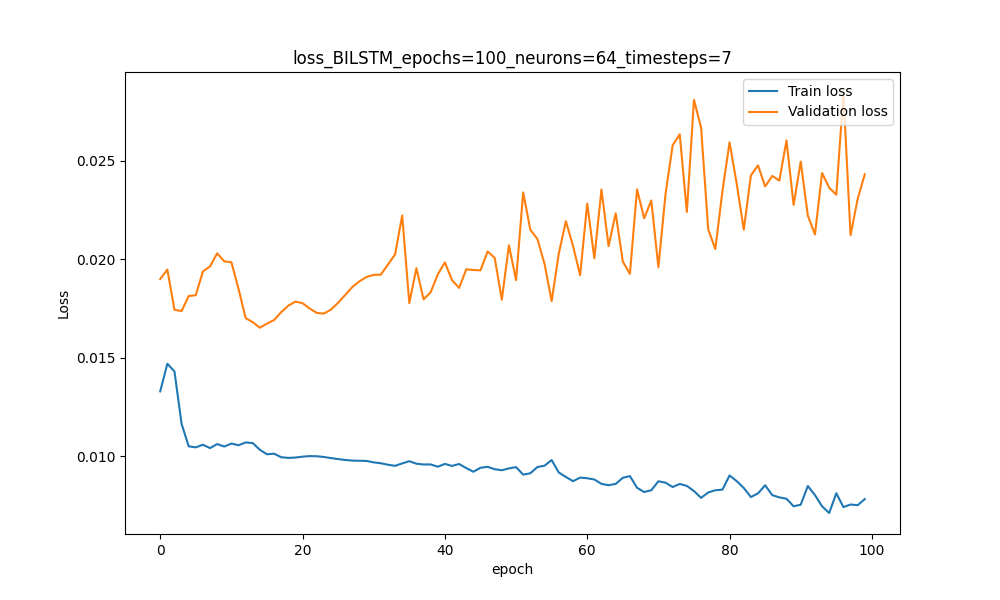 loss_BILSTM_epochs=100_neurons=64_timesteps=7
Train loss
Validation loss
0.025
0.020
0.015
0.010
Loss
0 20 40 60 80 100
epoch